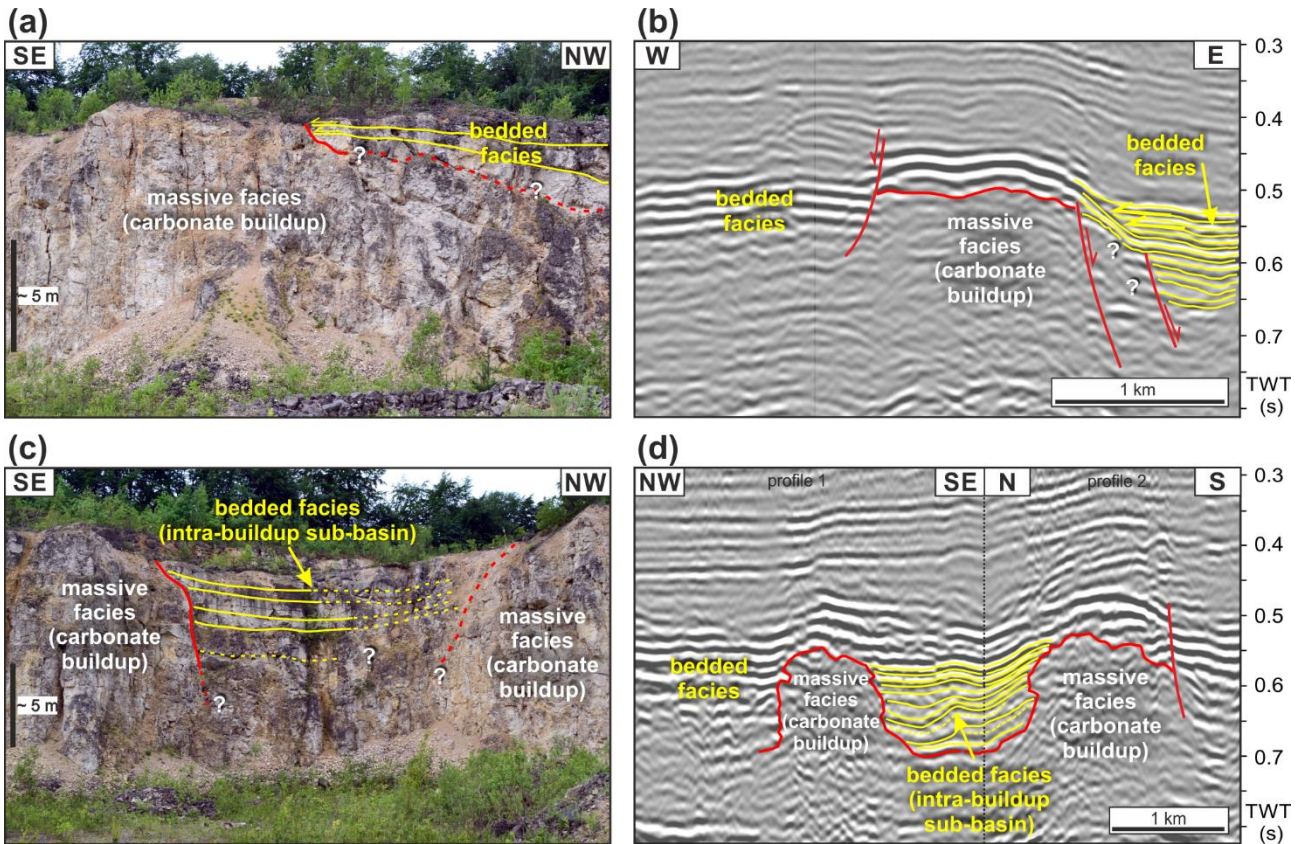 (a)
SE
NW
bedded
facies
?
?
massive facies
(carbonate buildup)
~ 5 m
(b)
W
E
0.3
0.4
bedded
facies
0.5
bedded
facies
massive
facies
(carbonate
buildup)
?
?
0.6
0.7
1 km
TWT
(s)
(c)
SE
NW
bedded facies
(intra-buildup sub-basin)
massive
facies
(carbonate
buildup)
massive
facies
(carbonate
buildup)
?
?
?
~ 5 m
(d)
NW
profile 1
SE
N
profile 2
S
0.3
0.4
0.5
0.6
0.7
bedded
facies
massive
facies
(carbonate
buildup)
massive
facies
(carbonate
buildup)
bedded facies
(intra-buildup
sub-basin)
1 km
TWT
(s)